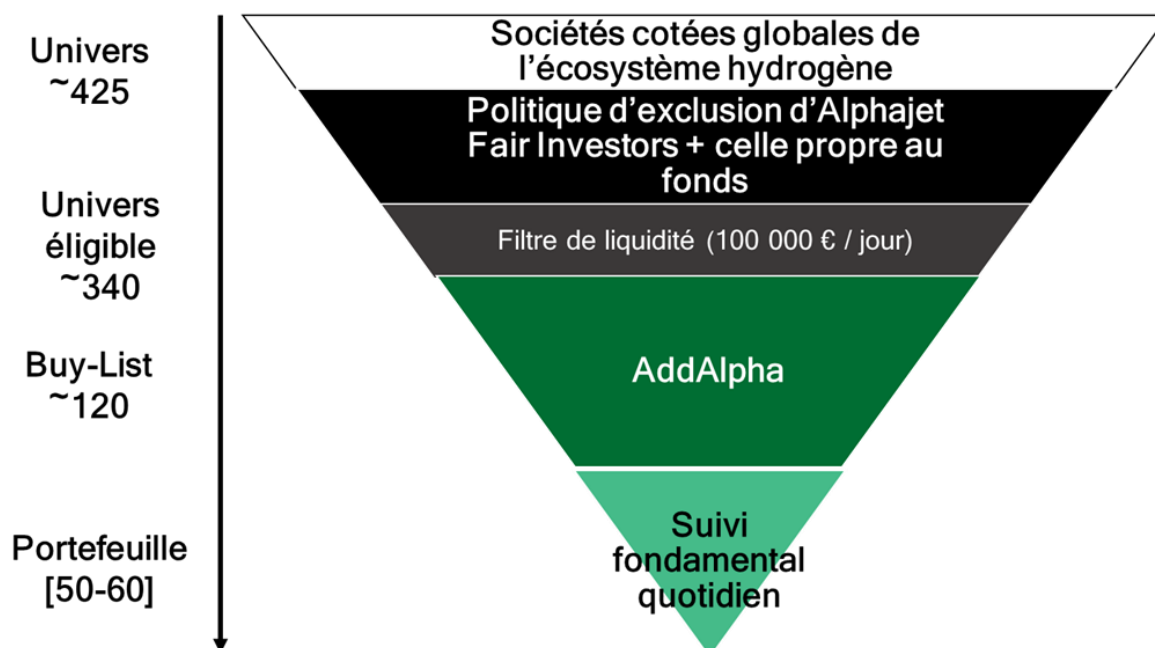 Univers
~425
Sociétés cotées globales de
l'écosystème hydrogène
Politique d'exclusion d'Alphajet
Fair Investors + celle propre au
fonds
Univers
éligible
~340
Filtre de liquidité (100 000 € / jour)
Buy-List
~120
AddAlpha
Portefeuille
[50-60]
Suivi
fondamental
quotidien